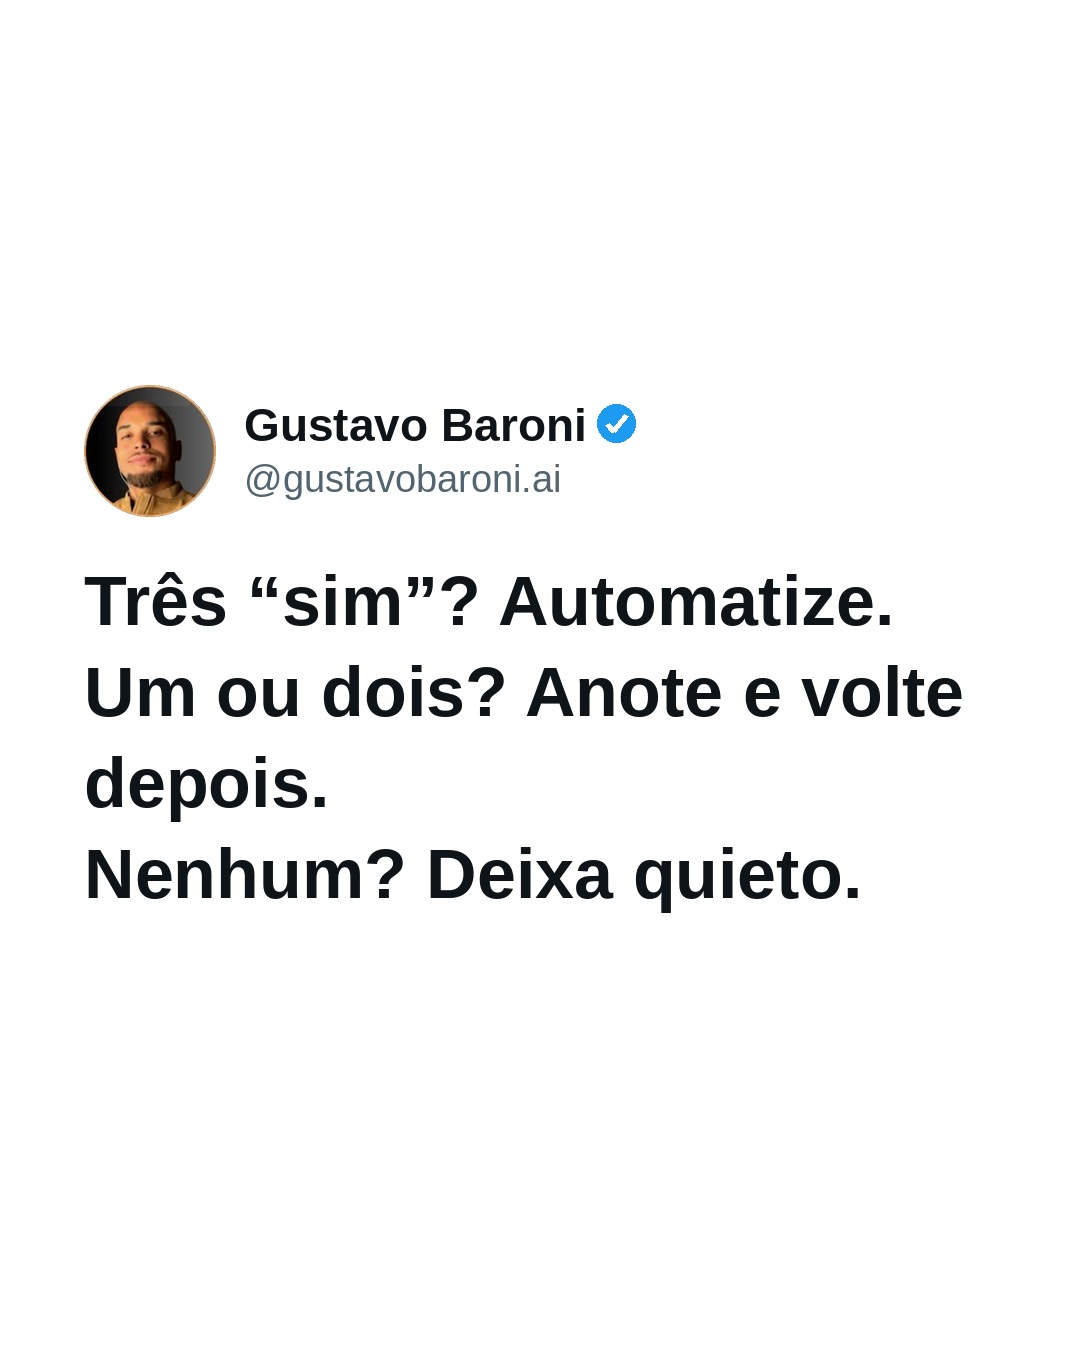 Gustavo Baroni
@gustavobaroni.ai
Três “sim”? Automatize.
Um ou dois? Anote e volte
depois.
Nenhum? Deixa quieto.